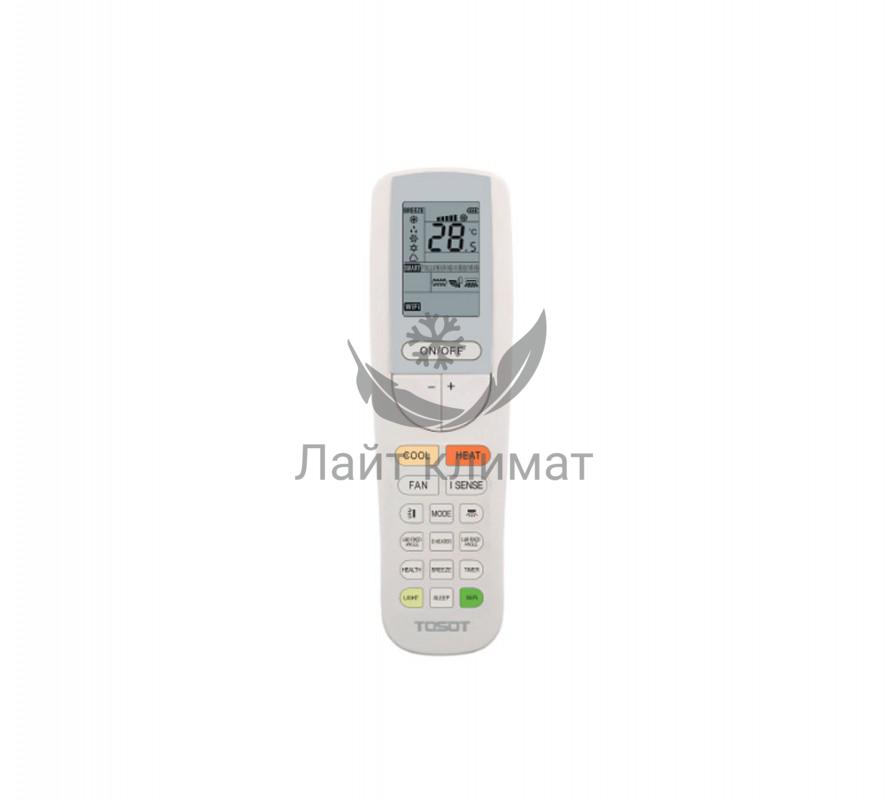 BREEZE
28.5 °C
SMART
WiFi
ON/OFF
− +
Лайт климат
COOL HEAT
FAN I SENSE
MODE
HEALTH BREEZE TIMER
LIGHT SLEEP WiFi
TOSOT